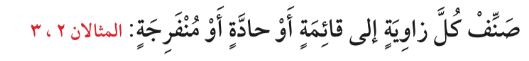 صَنِّفْ كُلَّ زاوِيَةٍ إلى قائِمَةٍ أَوْ حادَّةٍ أَوْ مُنْفَرِجَةٍ: المثالان ٢ ، ٣